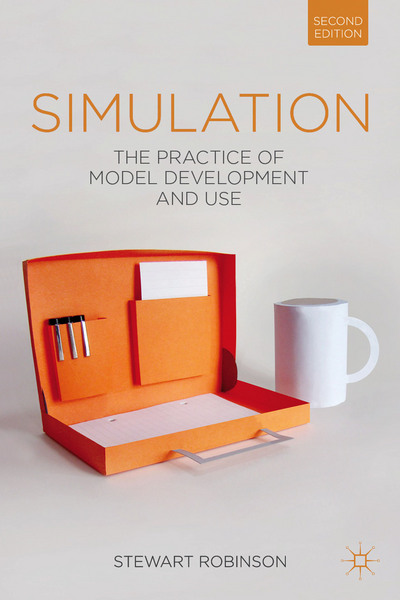 SECOND
EDITION
SIMULATION
THE PRACTICE OF
MODEL DEVELOPMENT
AND USE
STEWART ROBINSON